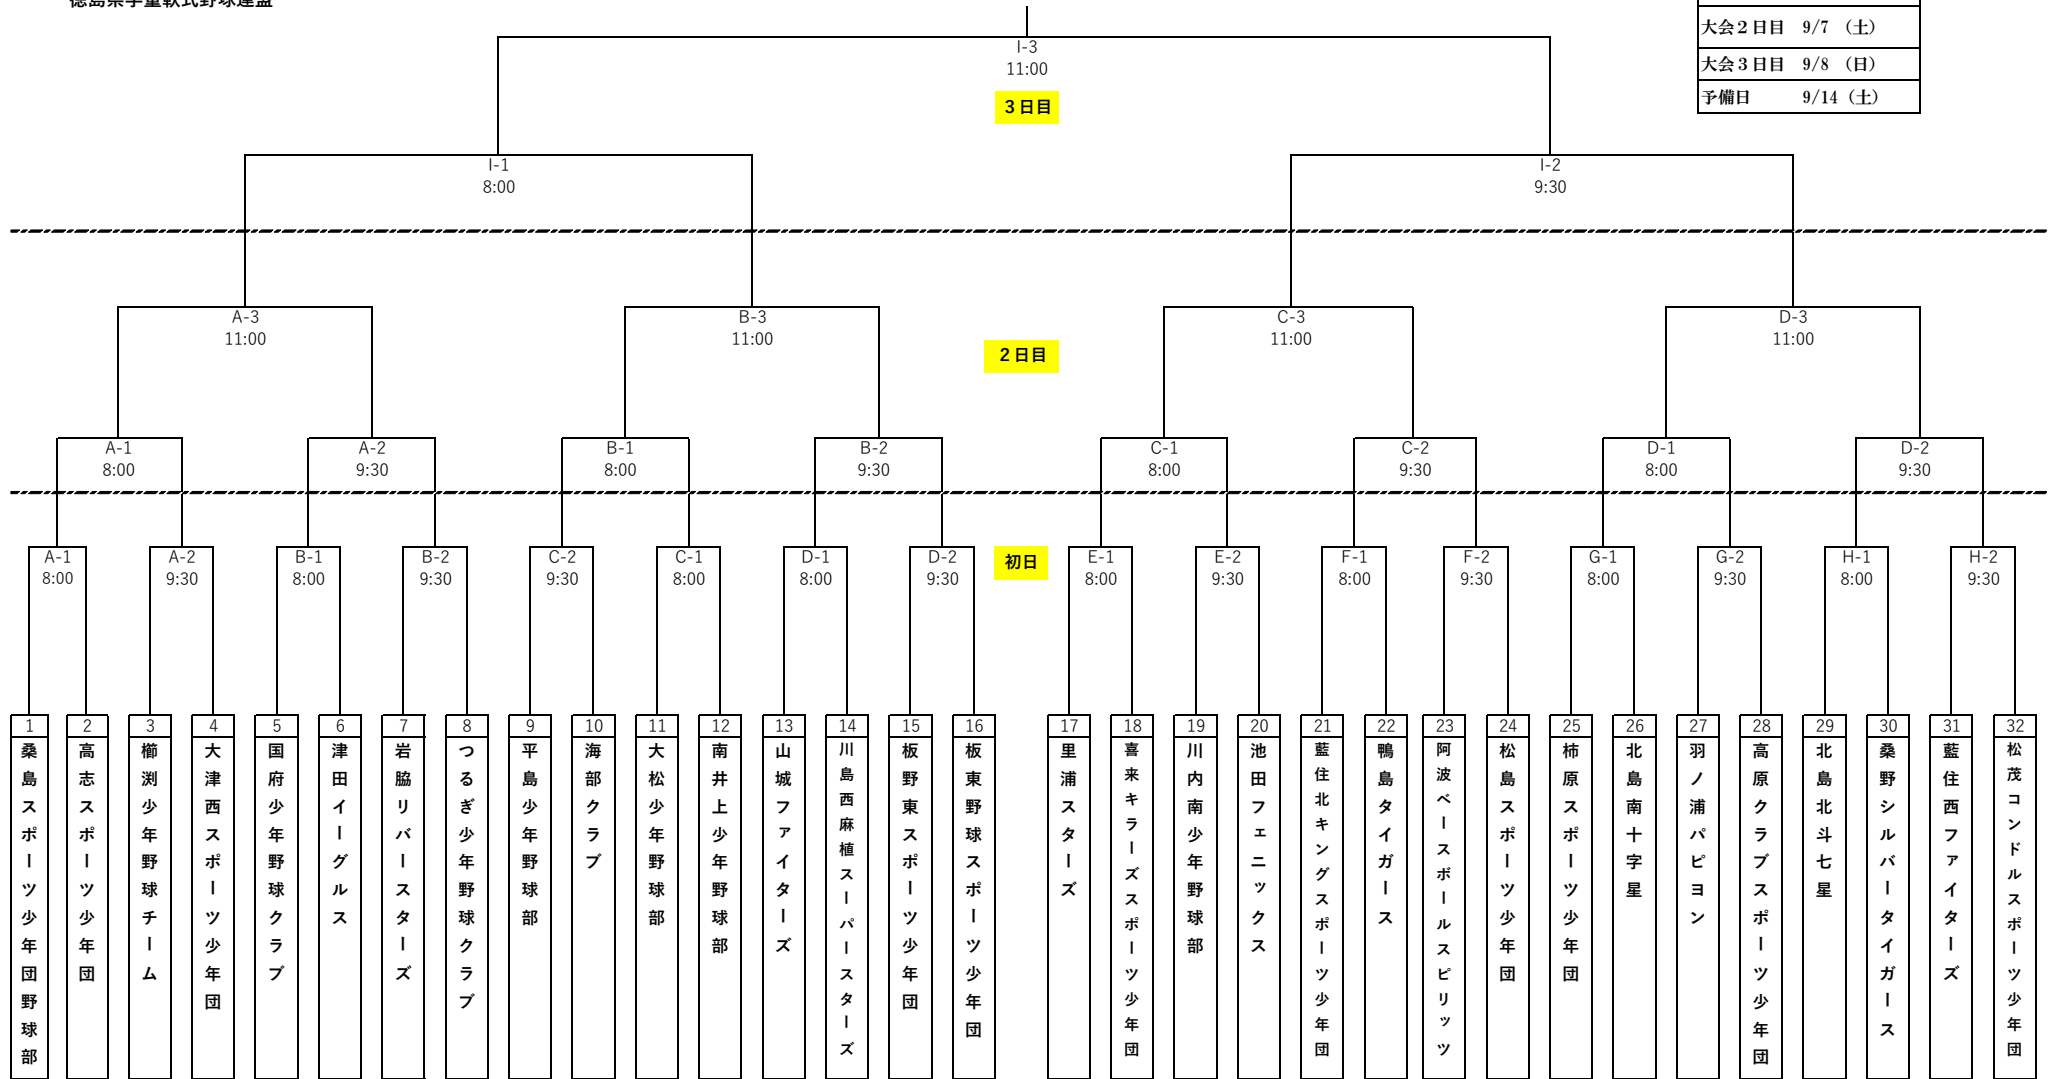 徳島県学童軟式野球連盟
大会２日目 9/7 （土）
大会３日目 9/8 （日）
予備日 9/14（土）
I-3
11:00
３日目
I-1
8:00
I-2
9:30
A-3
11:00
B-3
11:00
C-3
11:00
D-3
11:00
２日目
A-1
8:00
A-2
9:30
B-1
8:00
B-2
9:30
C-1
8:00
C-2
9:30
D-1
8:00
D-2
9:30
初日
A-1
8:00
A-2
9:30
B-1
8:00
B-2
9:30
C-2
9:30
C-1
8:00
D-1
8:00
D-2
9:30
E-1
8:00
E-2
9:30
F-1
8:00
F-2
9:30
G-1
8:00
G-2
9:30
H-1
8:00
H-2
9:30
1
桑島スポーツ少年団野球部
2
高志スポーツ少年団
3
櫛渕少年野球チーム
4
大津西スポーツ少年団
5
国府少年野球クラブ
6
津田イーグルス
7
岩脇リバースターズ
8
つるぎ少年野球クラブ
9
平島少年野球部
10
海部クラブ
11
大松少年野球部
12
南井上少年野球部
13
山城ファイターズ
14
川島西麻植スーパースターズ
15
板野東スポーツ少年団
16
板東野球スポーツ少年団
17
里浦スターズ
18
喜来キラーズスポーツ少年団
19
川内南少年野球部
20
池田フェニックス
21
藍住北キングスポーツ少年団
22
鴨島タイガース
23
阿波ベースボールスピリッツ
24
松島スポーツ少年団
25
柿原スポーツ少年団
26
北島南十字星
27
羽ノ浦パピヨン
28
高原クラブスポーツ少年団
29
北島北斗七星
30
桑野シルバータイガース
31
藍住西ファイターズ
32
松茂コンドルスポーツ少年団